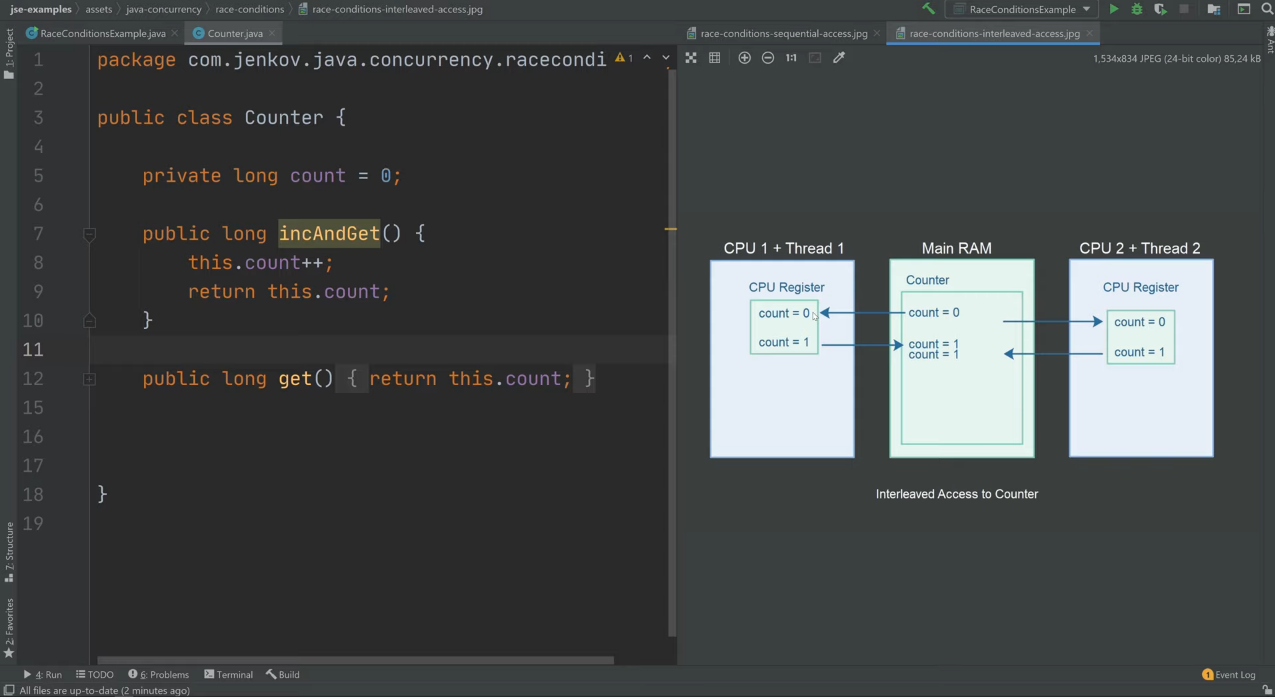 jse-examples assets java-concurrency race-conditions race-conditions-interleaved-access.jpg RaceConditionsExample
RaceConditionsExample.java Counter.java race-conditions-sequential-access.jpg race-conditions-interleaved-access.jpg
1:1 1,534x834 JPEG (24-bit color) 85,24 kB
1: Project
Ant
1 package com.jenkov.java.concurrency.racecondi 1
2
3 public class Counter {
4
5 private long count = 0;
6
7 public long incAndGet() {
8 this.count++;
9 return this.count;
10 }
11
12 public long get() { return this.count; }
15
16
17
18 }
19
CPU 1 + Thread 1 Main RAM CPU 2 + Thread 2
CPU Register Counter CPU Register
count = 0 count = 0 count = 0
count = 1 count = 1 count = 1
count = 1
Interleaved Access to Counter
7: Structure
2: Favorites
4: Run TODO 6: Problems Terminal Build 1 Event Log
All files are up-to-date (2 minutes ago)